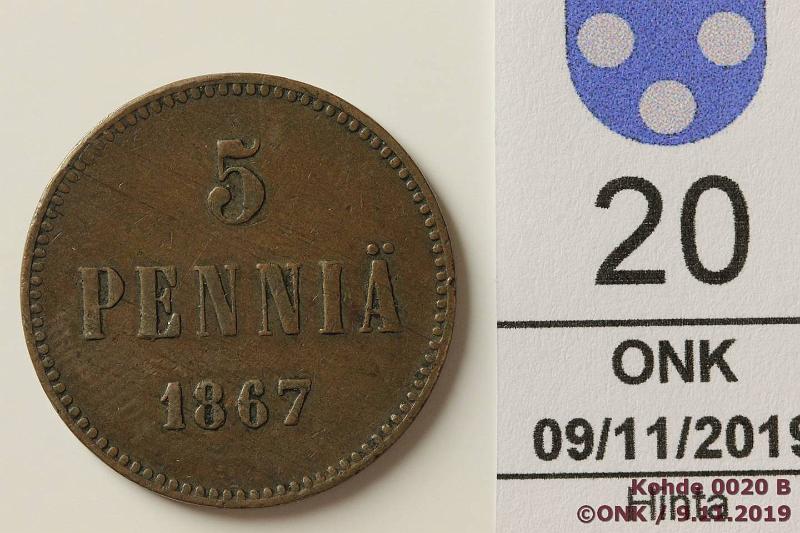 5
PENNIÄ
1867
20
ONK
09/11/2019
Hinta
Kohde 0020 B
©ONK / 9.11.2019